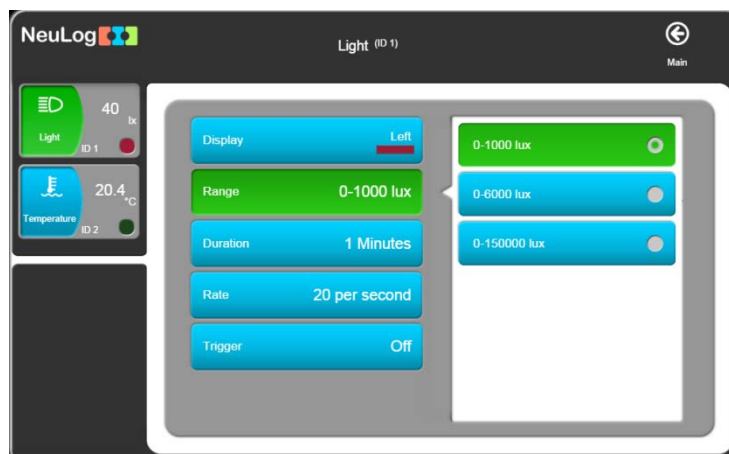 NeuLog
Light (ID 1)
Main
40
lx
Light
ID 1
20.4
°C
Temperature
ID 2
Display Left
Range 0-1000 lux
Duration 1 Minutes
Rate 20 per second
Trigger Off
0-1000 lux
0-6000 lux
0-150000 lux